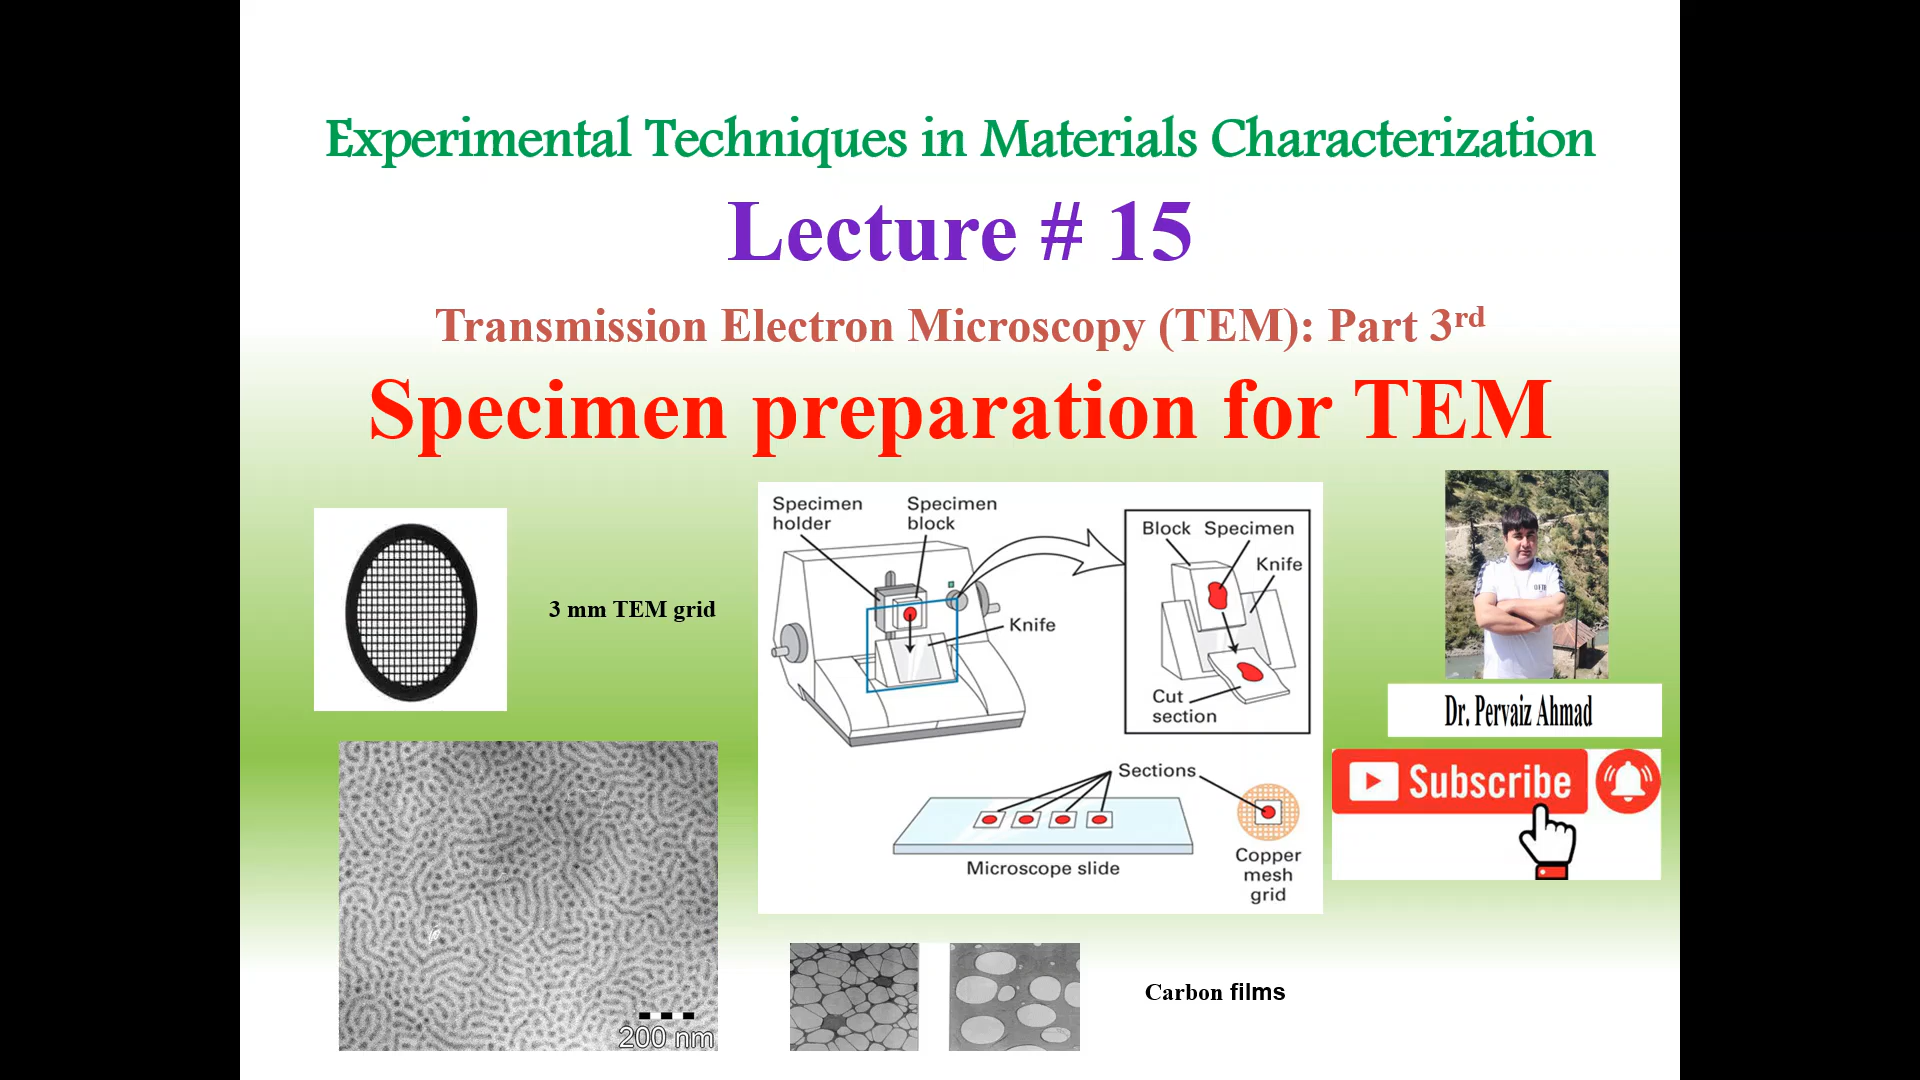 Experimental Techniques in Materials Characterization
Lecture # 15
Transmission Electron Microscopy (TEM): Part 3rd
Specimen preparation for TEM
3 mm TEM grid
Specimen holder
Specimen block
Knife
Block
Specimen
Knife
Cut section
Sections
Microscope slide
Copper mesh grid
Dr. Pervaiz Ahmad
Subscribe
200 nm
Carbon films